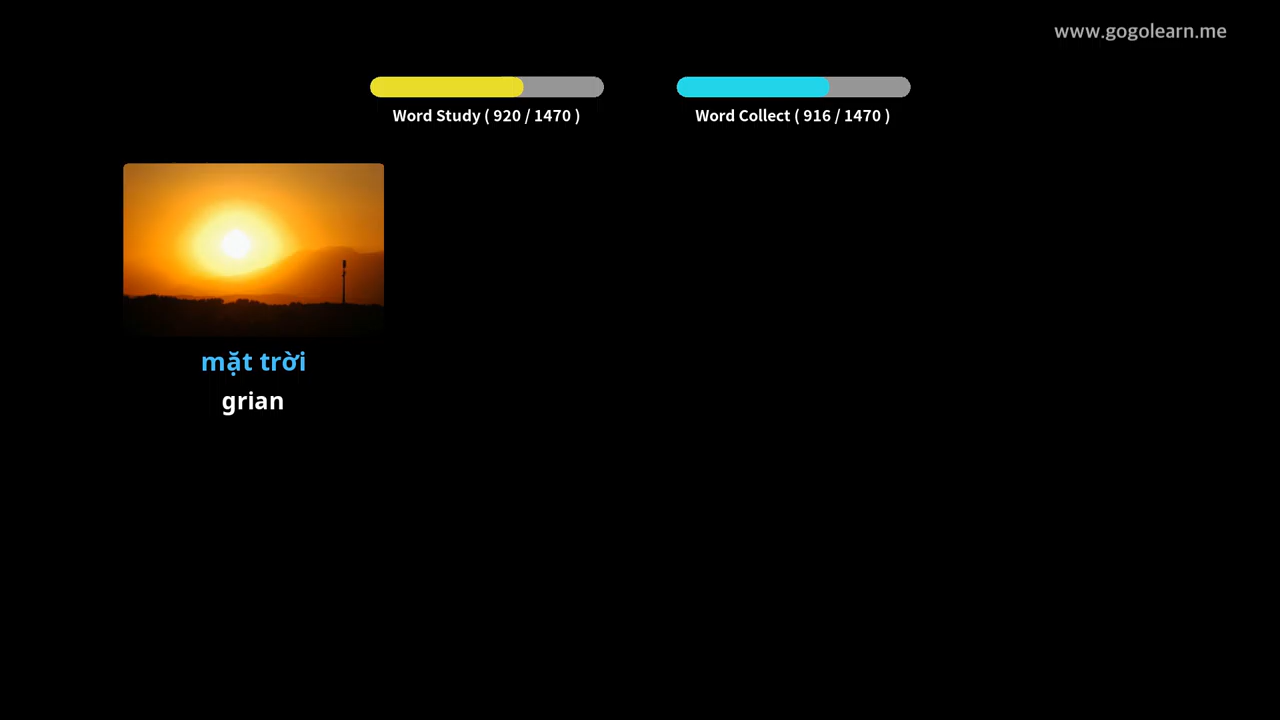 www.gogolearn.me
Word Study ( 920 / 1470 )
Word Collect ( 916 / 1470 )
mặt trời
grian